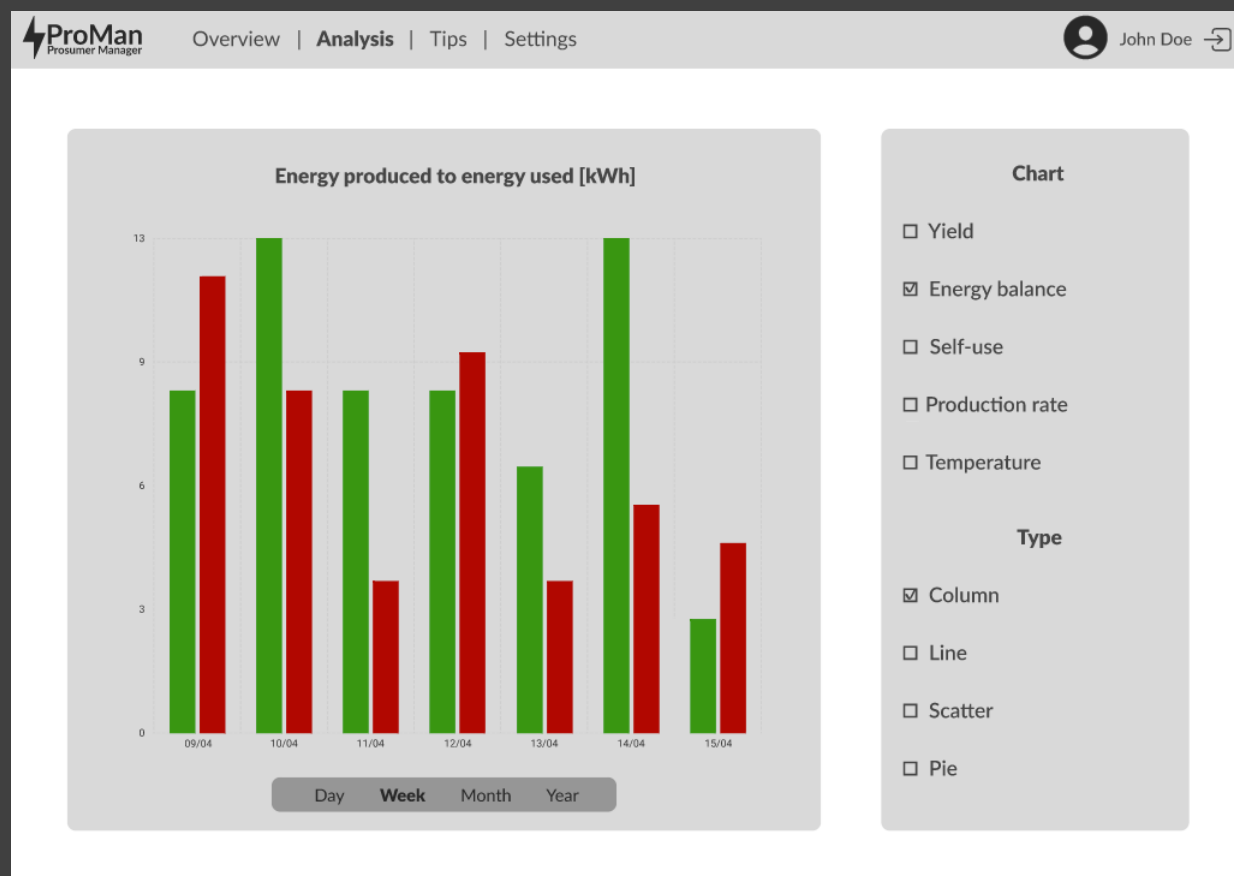 ProMan
Prosumer Manager
Overview | Analysis | Tips | Settings
John Doe
Energy produced to energy used [kWh]
13
9
6
3
0
09/04 10/04 11/04 12/04 13/04 14/04 15/04
Day Week Month Year
Chart
Yield
Energy balance
Self-use
Production rate
Temperature
Type
Column
Line
Scatter
Pie